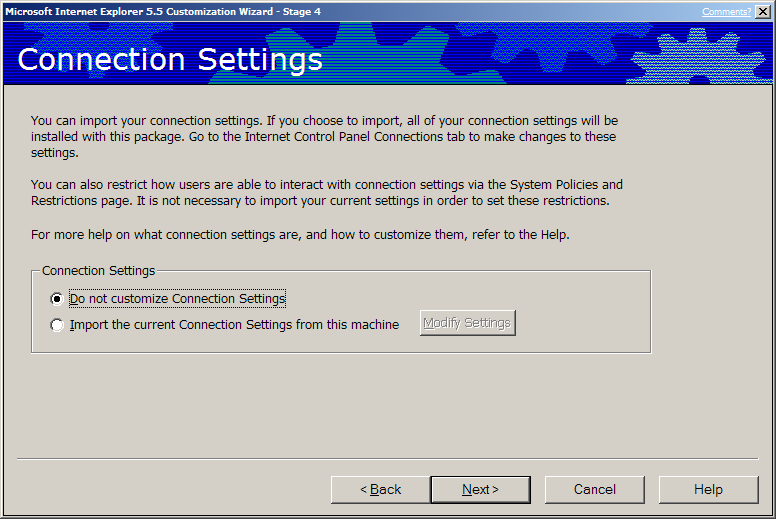 Microsoft Internet Explorer 5.5 Customization Wizard - Stage 4
Comments?
Connection Settings
You can import your connection settings. If you choose to import, all of your connection settings will be
installed with this package. Go to the Internet Control Panel Connections tab to make changes to these
settings.
You can also restrict how users are able to interact with connection settings via the System Policies and
Restrictions page. It is not necessary to import your current settings in order to set these restrictions.
For more help on what connection settings are, and how to customize them, refer to the Help.
Connection Settings
Do not customize Connection Settings
Import the current Connection Settings from this machine
Modify Settings
< Back
Next >
Cancel
Help